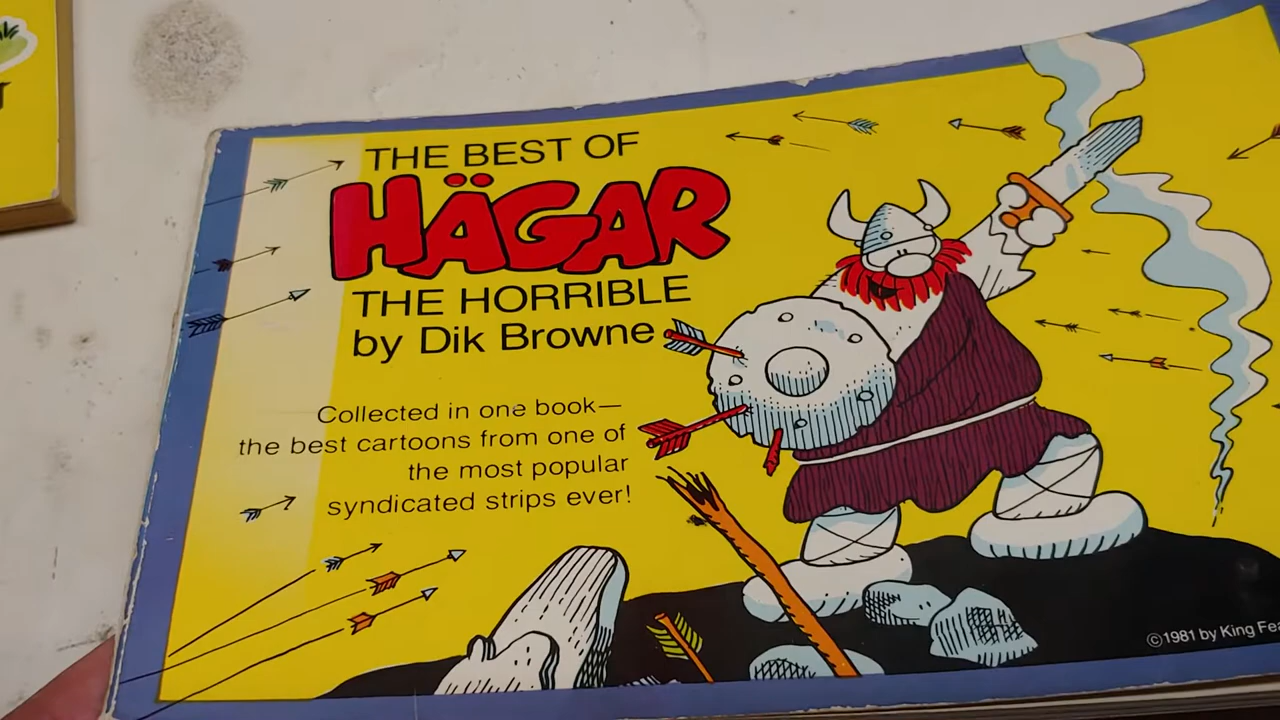 THE BEST OF
HÄGAR
THE HORRIBLE
by Dik Browne
Collected in one book—
the best cartoons from one of
the most popular
syndicated strips ever!
©1981 by King